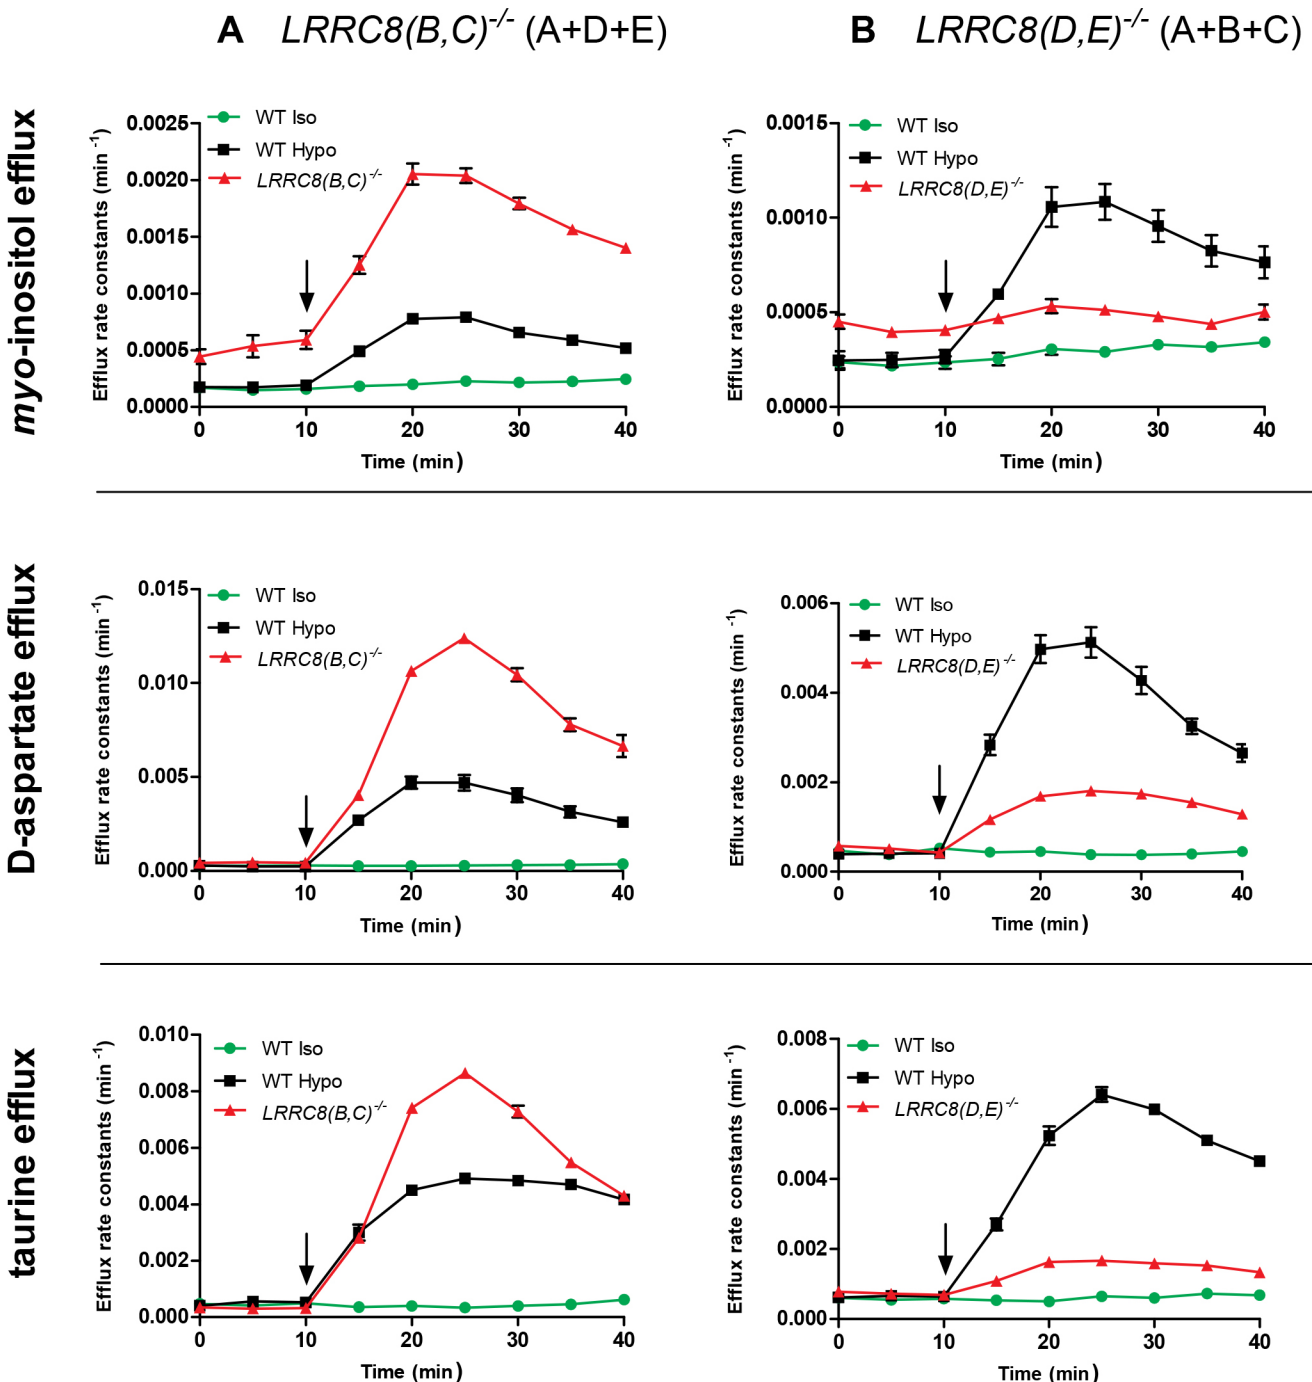 A LRRC8(B,C)-/- (A+D+E)
B LRRC8(D,E)-/- (A+B+C)
myo-inositol efflux
Efflux rate constants (min -1)
0.0025
0.0020
0.0015
0.0010
0.0005
0.0000
WT Iso
WT Hypo
LRRC8(B,C)-/-
0 10 20 30 40
Time (min)
Efflux rate constants (min -1)
0.0015
0.0010
0.0005
0.0000
WT Iso
WT Hypo
LRRC8(D,E)-/-
0 10 20 30 40
Time (min)
D-aspartate efflux
Efflux rate constants (min -1)
0.015
0.010
0.005
0.000
WT Iso
WT Hypo
LRRC8(B,C)-/-
0 10 20 30 40
Time (min)
Efflux rate constants (min -1)
0.006
0.004
0.002
0.000
WT Iso
WT Hypo
LRRC8(D,E)-/-
0 10 20 30 40
Time (min)
taurine efflux
Efflux rate constants (min -1)
0.010
0.008
0.006
0.004
0.002
0.000
WT Iso
WT Hypo
LRRC8(B,C)-/-
0 10 20 30 40
Time (min)
Efflux rate constants (min -1)
0.008
0.006
0.004
0.002
0.000
WT Iso
WT Hypo
LRRC8(D,E)-/-
0 10 20 30 40
Time (min)